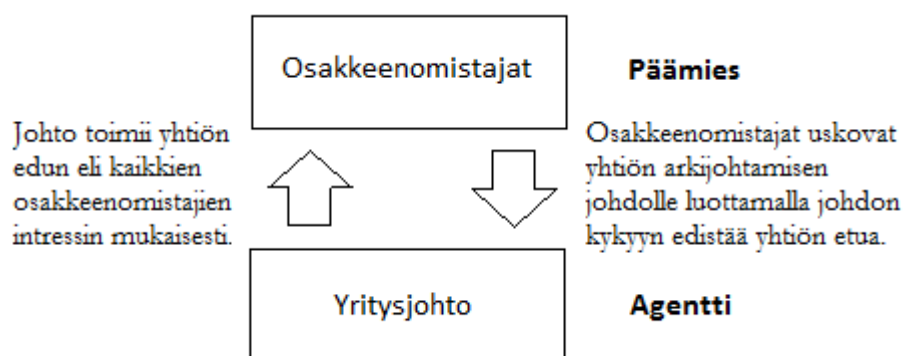 Osakkeenomistajat
Päämies
Johto toimii yhtiön
edun eli kaikkien
osakkeenomistajien
intressin mukaisesti.
Osakkeenomistajat uskovat
yhtiön arkijohtamisen
johdolle luottamalla johdon
kykyyn edistää yhtiön etua.
Yritysjohto
Agentti